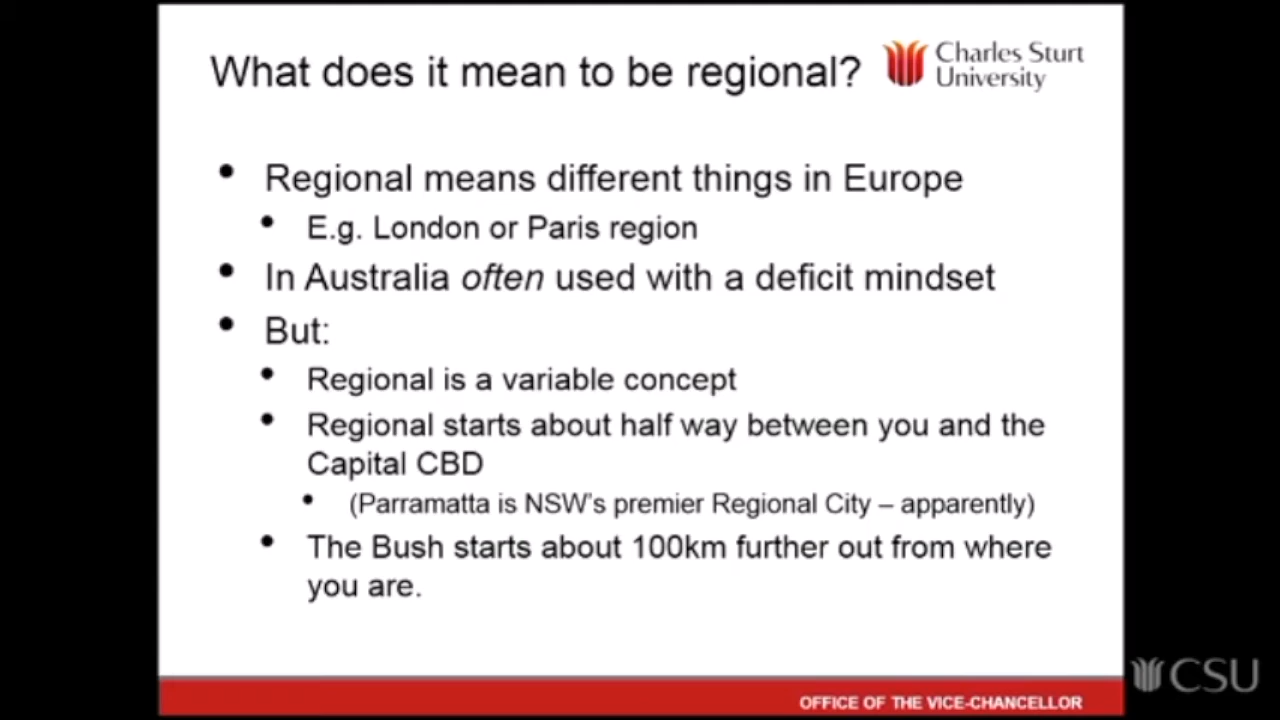 What does it mean to be regional?
Charles Sturt
University
• Regional means different things in Europe
• E.g. London or Paris region
• In Australia often used with a deficit mindset
• But:
• Regional is a variable concept
• Regional starts about half way between you and the
Capital CBD
• (Parramatta is NSW's premier Regional City – apparently)
• The Bush starts about 100km further out from where
you are.
OFFICE OF THE VICE-CHANCELLOR
CSU